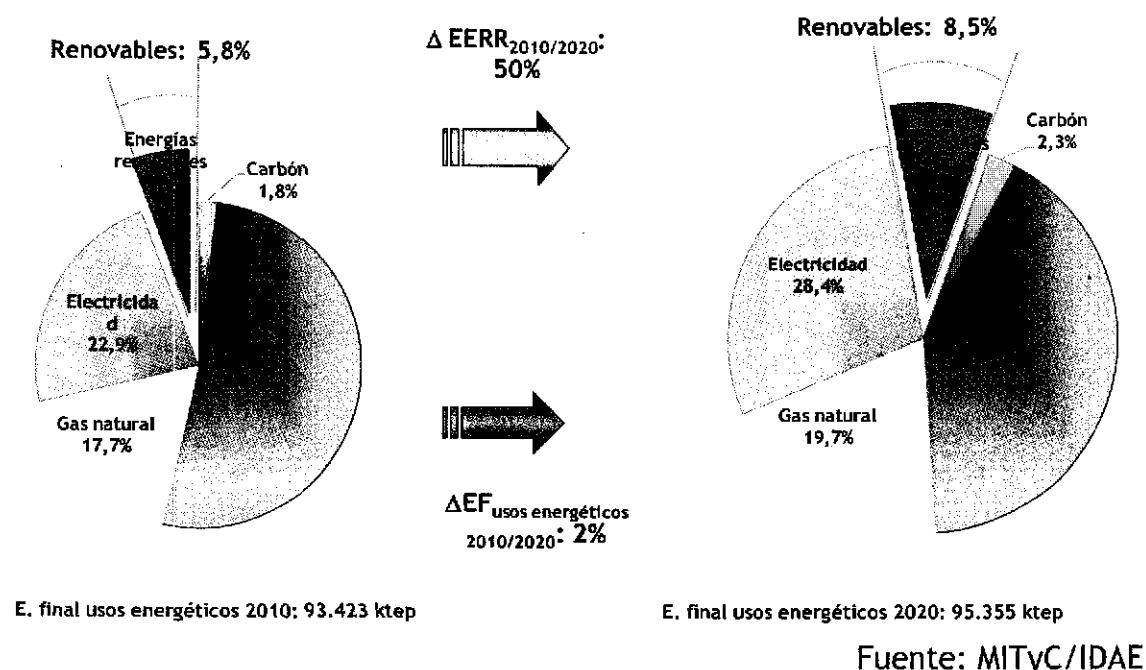 Renovables: 5,8%
Energías
Carbón
1,8%
Electricida
d
22,9%
Gas natural
17,7%
E. final usos energéticos 2010: 93.423 ktep
Δ EERR2010/2020:
50%
ΔEFusos energéticos
2010/2020: 2%
Renovables: 8,5%
Carbón
2,3%
Electricidad
28,4%
Gas natural
19,7%
E. final usos energéticos 2020: 95.355 ktep
Fuente: MITyC/IDAE